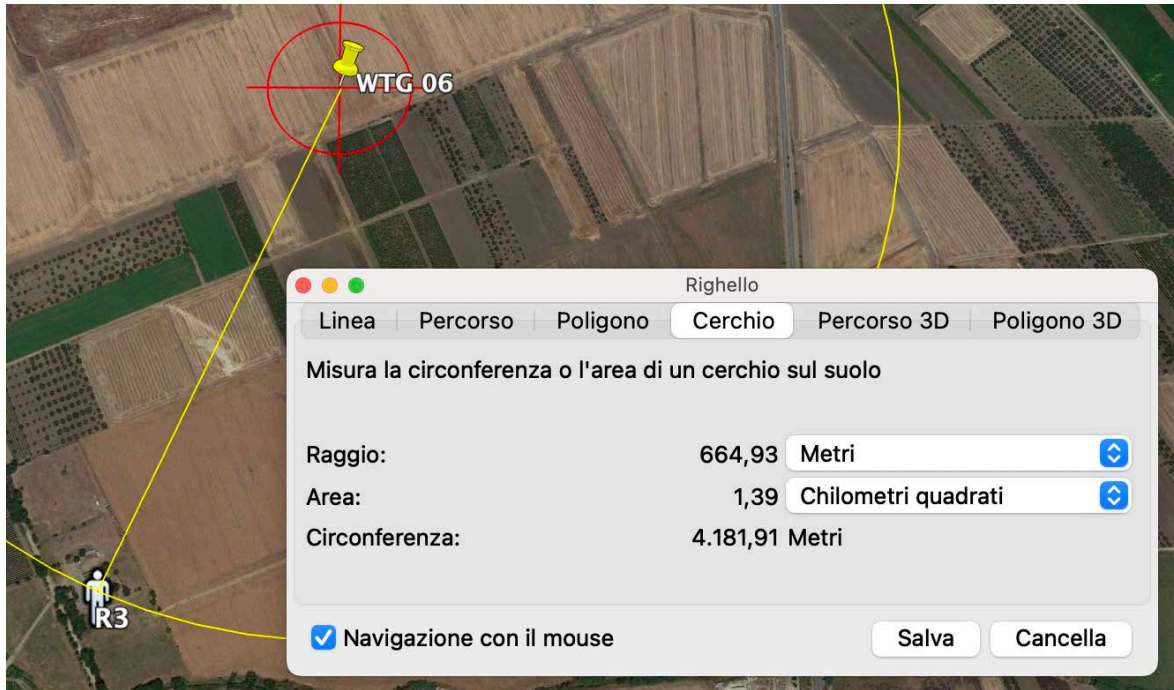 WTG 06
Righello
Linea Percorso Poligono Cerchio Percorso 3D Poligono 3D
Misura la circonferenza o l'area di un cerchio sul suolo
Raggio: 664,93 Metri
Area: 1,39 Chilometri quadrati
Circonferenza: 4.181,91 Metri
R3
Navigazione con il mouse Salva Cancella